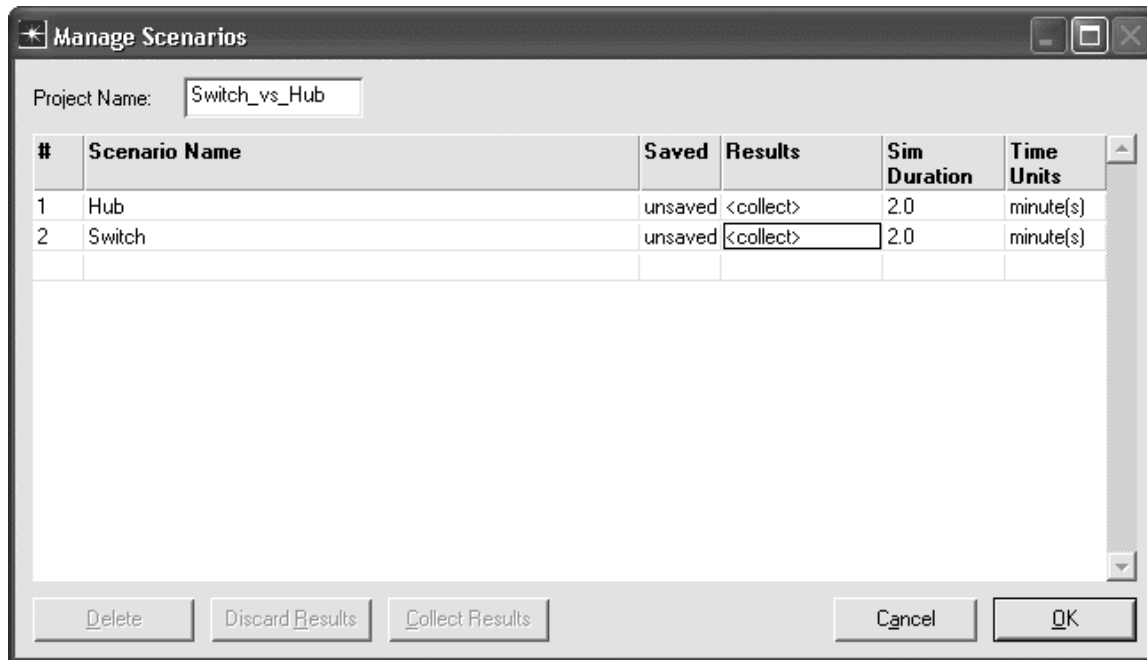 Manage Scenarios
Project Name: Switch_vs_Hub
# Scenario Name Saved Results Sim Duration Time Units
1 Hub unsaved <collect> 2.0 minute(s)
2 Switch unsaved <collect> 2.0 minute(s)
Delete Discard Results Collect Results Cancel OK